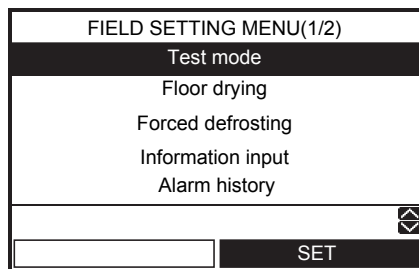 FIELD SETTING MENU(1/2)
Test mode
Floor drying
Forced defrosting
Information input
Alarm history
SET